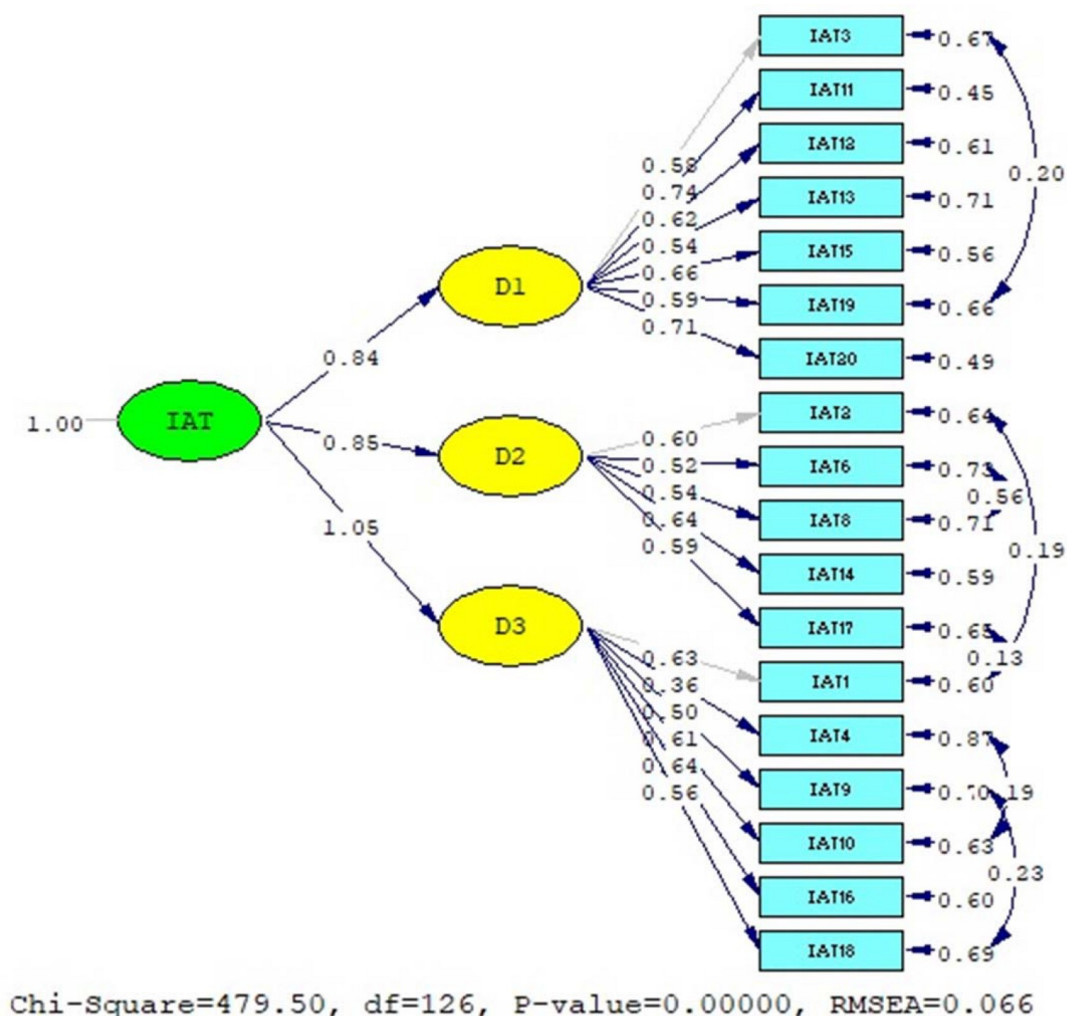 IAT3 0.67
IAT11 0.45
IAT12 0.61
0.58
0.20
0.74
IAT13 0.71
0.62
0.54
IAT15 0.56
0.66
D1
0.59
IAT19 0.66
0.71
0.84
IAT20 0.49
1.00
IAT
IAT2 0.64
0.60
0.85
D2
0.52
IAT6 0.73
0.54
0.56
0.64
IAT8 0.71
1.05
0.59
0.19
IAT14 0.59
D3
IAT17 0.65
0.63
0.13
IAT1 0.60
0.36
0.50
IAT4 0.87
0.61
0.64
IAT9 0.70
0.56
IAT10 0.63
0.23
IAT16 0.60
IAT18 0.69
Chi-Square=479.50, df=126, P-value=0.00000, RMSEA=0.066